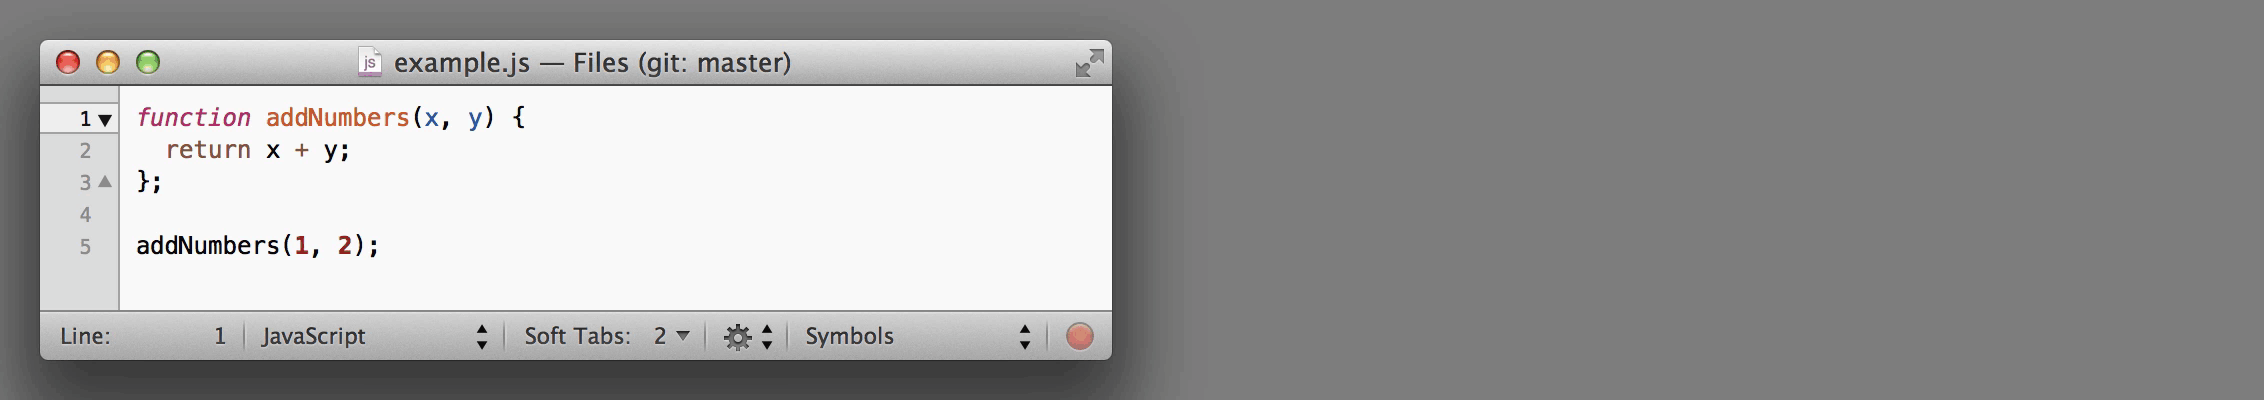 js example.js — Files (git: master)
1 function addNumbers(x, y) {
2   return x + y;
3 };
4
5 addNumbers(1, 2);
Line: 1 JavaScript Soft Tabs: 2 Symbols